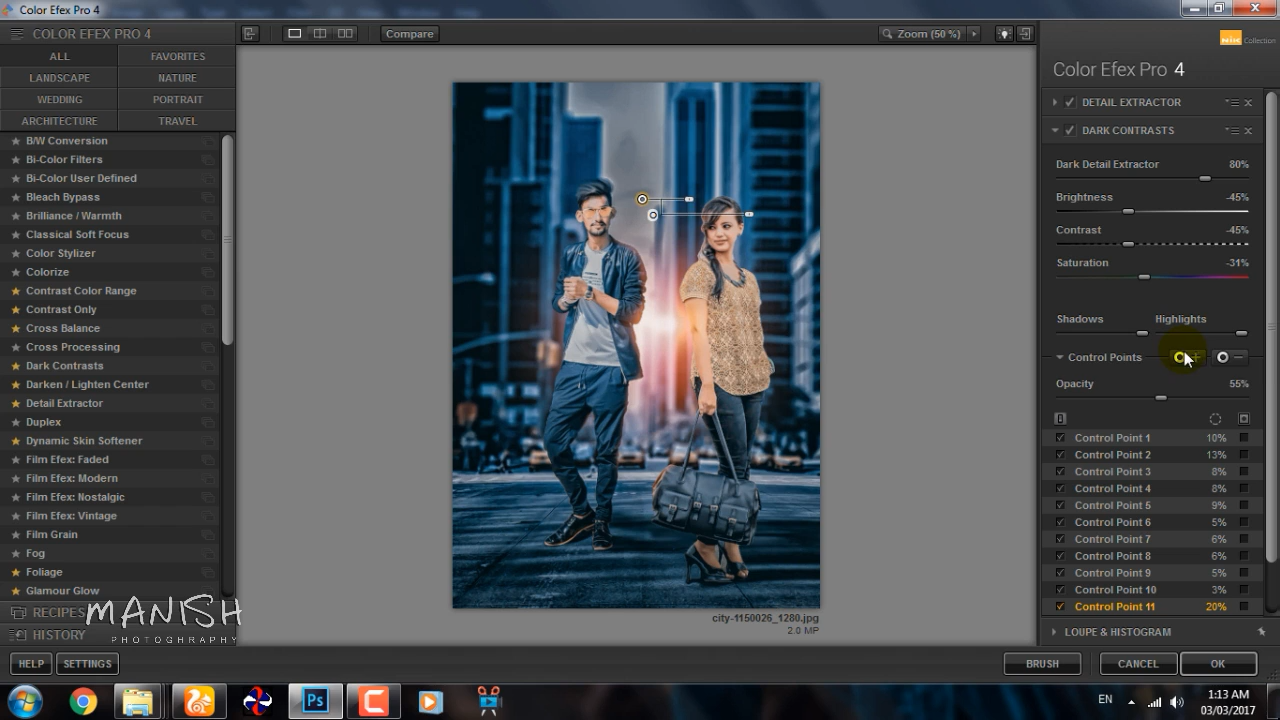 Color Efex Pro 4
COLOR EFEX PRO 4
ALL
FAVORITES
LANDSCAPE
NATURE
WEDDING
PORTRAIT
ARCHITECTURE
TRAVEL
B/W Conversion
Bi-Color Filters
Bi-Color User Defined
Bleach Bypass
Brilliance / Warmth
Classical Soft Focus
Color Stylizer
Colorize
Contrast Color Range
Contrast Only
Cross Balance
Cross Processing
Dark Contrasts
Darken / Lighten Center
Detail Extractor
Duplex
Dynamic Skin Softener
Film Efex: Faded
Film Efex: Modern
Film Efex: Nostalgic
Film Efex: Vintage
Film Grain
Fog
Foliage
Glamour Glow
RECIPES
HISTORY
MANISH
PHOTOGHRAPHY
HELP
SETTINGS
Compare
Zoom (50 %)
city-1150026_1280.jpg
2.0 MP
Nik Collection
Color Efex Pro 4
DETAIL EXTRACTOR
DARK CONTRASTS
Dark Detail Extractor 80%
Brightness -45%
Contrast -45%
Saturation -31%
Shadows Highlights
Control Points
Opacity 55%
Control Point 1 10%
Control Point 2 13%
Control Point 3 8%
Control Point 4 8%
Control Point 5 9%
Control Point 6 5%
Control Point 7 6%
Control Point 8 6%
Control Point 9 5%
Control Point 10 3%
Control Point 11 20%
LOUPE & HISTOGRAM
BRUSH
CANCEL
OK
Ps
EN
1:13 AM
03/03/2017